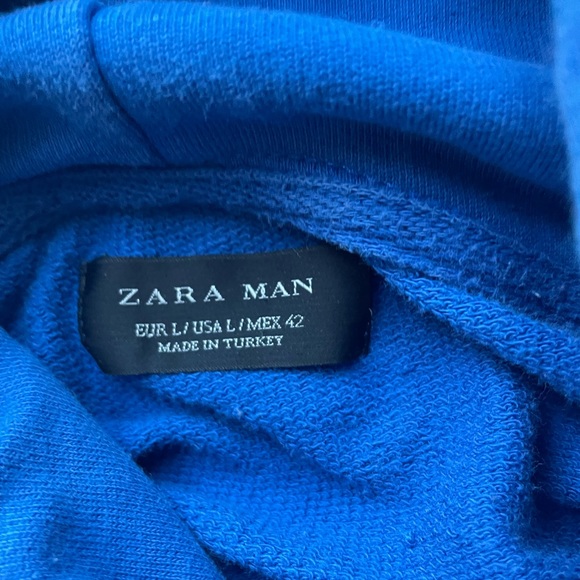 ZARA MAN
EUR L / USA L / MEX 42
MADE IN TURKEY